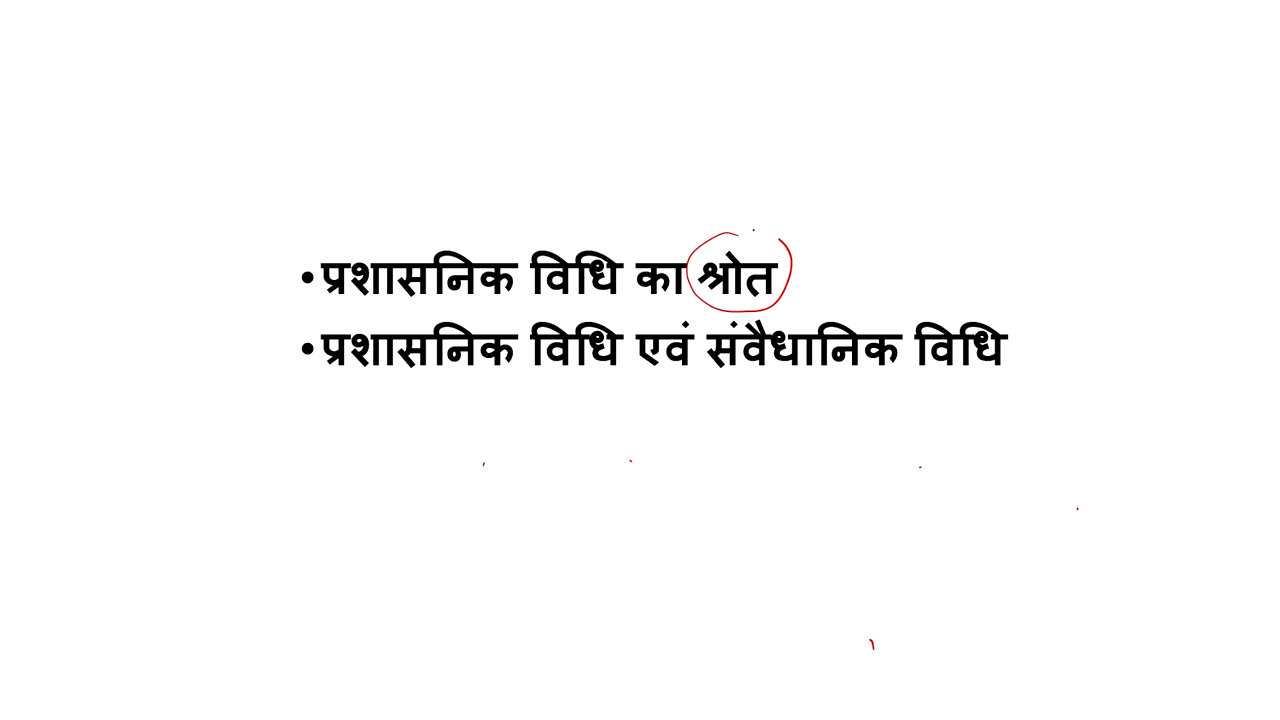 •प्रशासनिक विधि का श्रोत
•प्रशासनिक विधि एवं संवैधानिक विधि